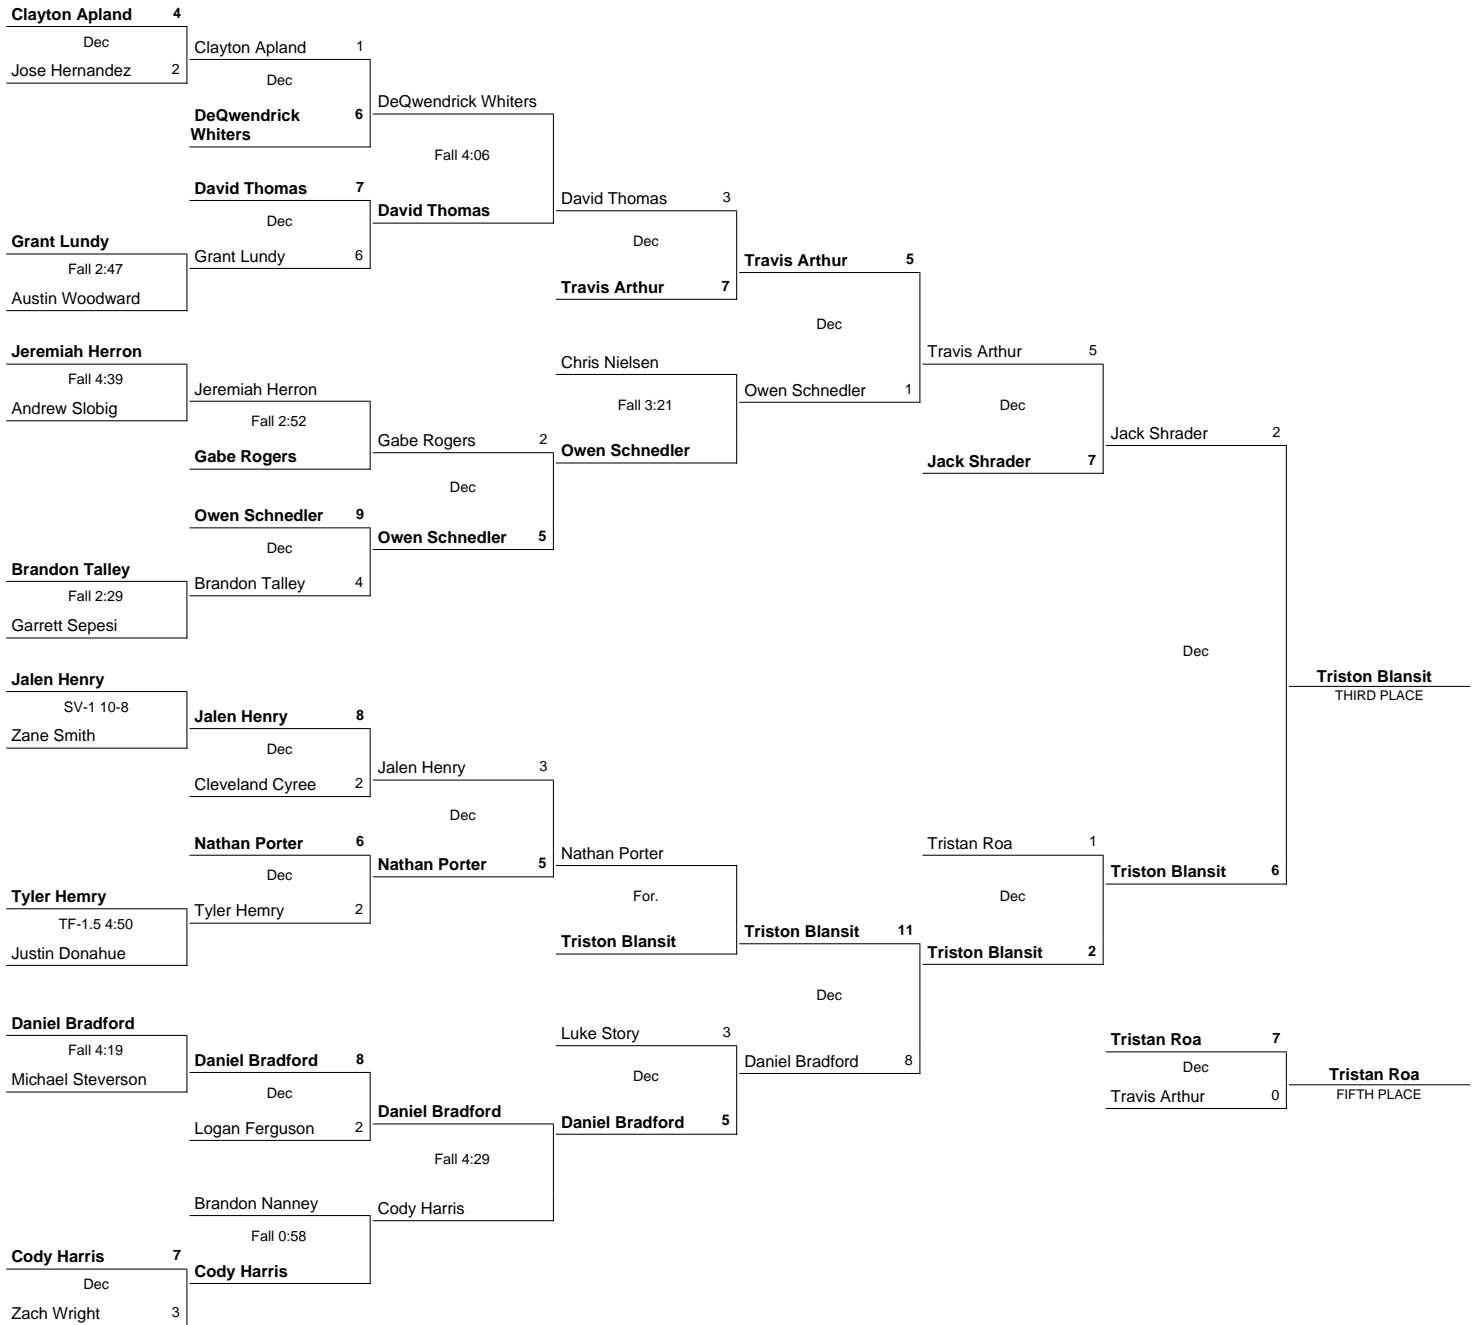 Clayton Apland 4
Dec
Jose Hernandez 2
Grant Lundy
Fall 2:47
Austin Woodward
Jeremiah Herron
Fall 4:39
Andrew Slobig
Brandon Talley
Fall 2:29
Garrett Sepesi
Jalen Henry
SV-1 10-8
Zane Smith
Tyler Hemry
TF-1.5 4:50
Justin Donahue
Daniel Bradford
Fall 4:19
Michael Steverson
Cody Harris 7
Dec
Zach Wright 3
Clayton Apland 1
Dec
DeQwendrick 6
Whiters
David Thomas 7
Dec
Grant Lundy 6
Jeremiah Herron
Fall 2:52
Gabe Rogers
Owen Schnedler 9
Dec
Brandon Talley 4
Jalen Henry 8
Dec
Cleveland Cyree 2
Nathan Porter 6
Dec
Tyler Hemry 2
Daniel Bradford 8
Dec
Logan Ferguson 2
Brandon Nanney
Fall 0:58
Cody Harris
DeQwendrick Whiters
Fall 4:06
David Thomas
Gabe Rogers 2
Dec
Owen Schnedler 5
Jalen Henry 3
Dec
Nathan Porter 5
Daniel Bradford
Fall 4:29
Cody Harris
David Thomas 3
Dec
Travis Arthur 7
Chris Nielsen
Fall 3:21
Owen Schnedler
Nathan Porter
For.
Triston Blansit
Luke Story 3
Dec
Daniel Bradford 5
Travis Arthur 5
Dec
Owen Schnedler 1
Triston Blansit 11
Dec
Daniel Bradford 8
Travis Arthur 5
Dec
Jack Shrader 7
Tristan Roa 1
Dec
Triston Blansit 2
Jack Shrader 2
Dec
Triston Blansit 6
Tristan Roa 7
Dec
Travis Arthur 0
Triston Blansit
THIRD PLACE
Tristan Roa
FIFTH PLACE